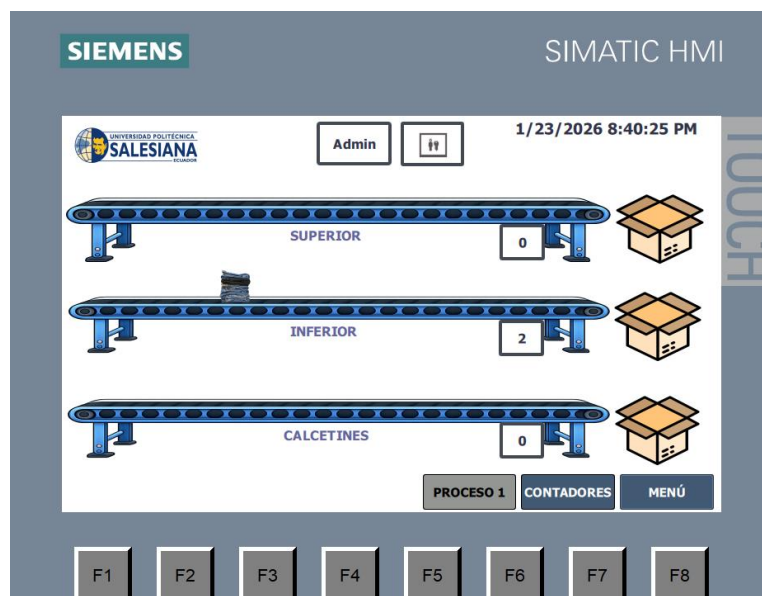 SIEMENS
SIMATIC HMI
TOUCH
UNIVERSIDAD POLITÉCNICA
SALESIANA
ECUADOR
Admin
1/23/2026 8:40:25 PM
SUPERIOR
0
INFERIOR
2
CALCETINES
0
PROCESO 1
CONTADORES
MENÚ
F1 F2 F3 F4 F5 F6 F7 F8